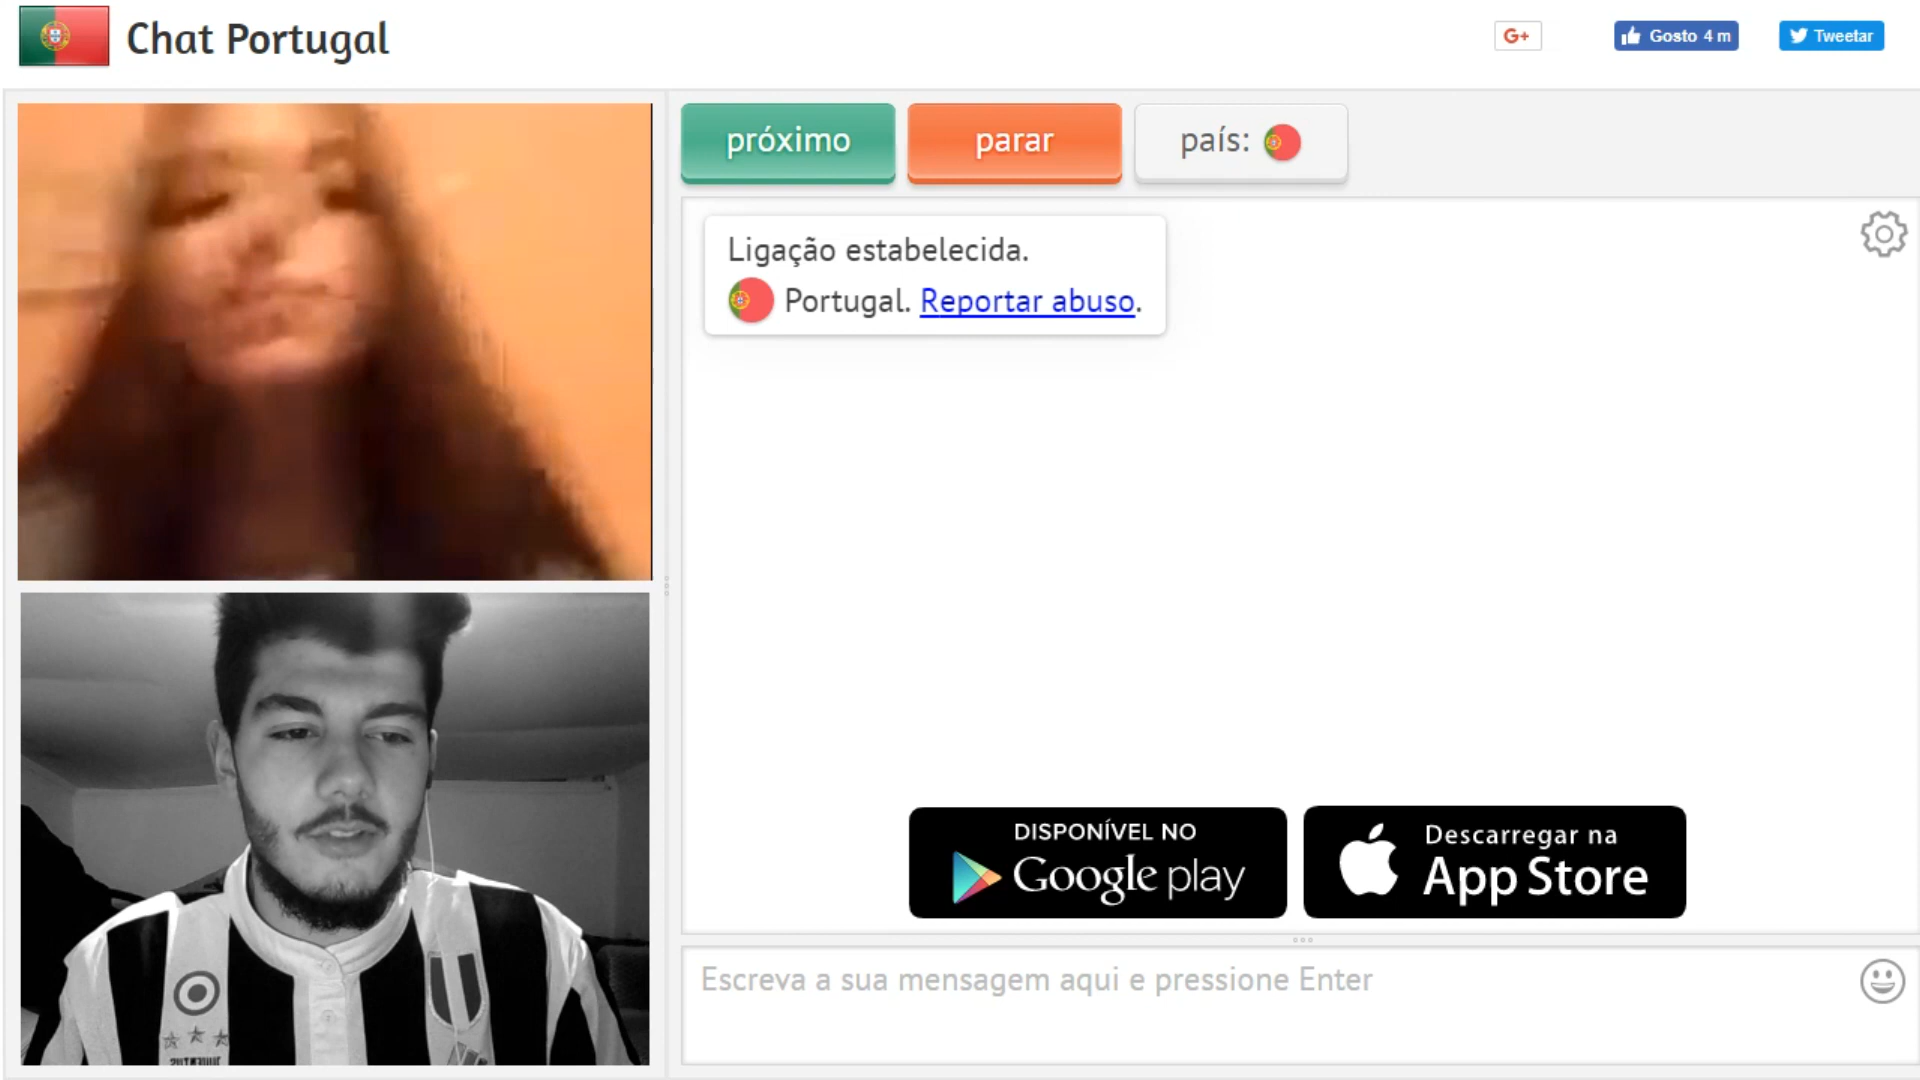 Chat Portugal
G+
Gosto 4 m
Tweetar
próximo
parar
país:
Ligação estabelecida.
Portugal. Reportar abuso.
DISPONÍVEL NO
Google play
Descarregar na
App Store
Escreva a sua mensagem aqui e pressione Enter